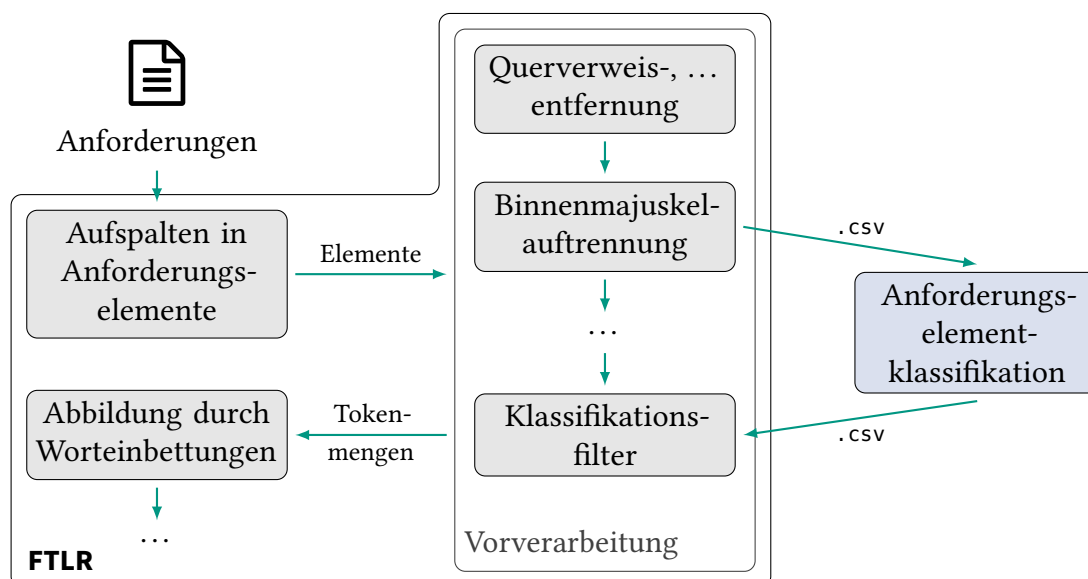 Anforderungen
Aufspalten in
Anforderungs-
elemente
Elemente
Querverweis-, …
entfernung
Binnenmajuskel-
auftrennung
…
Klassifikations-
filter
Vorverarbeitung
.csv
Anforderungs-
element-
klassifikation
.csv
Token-
mengen
Abbildung durch
Worteinbettungen
…
FTLR